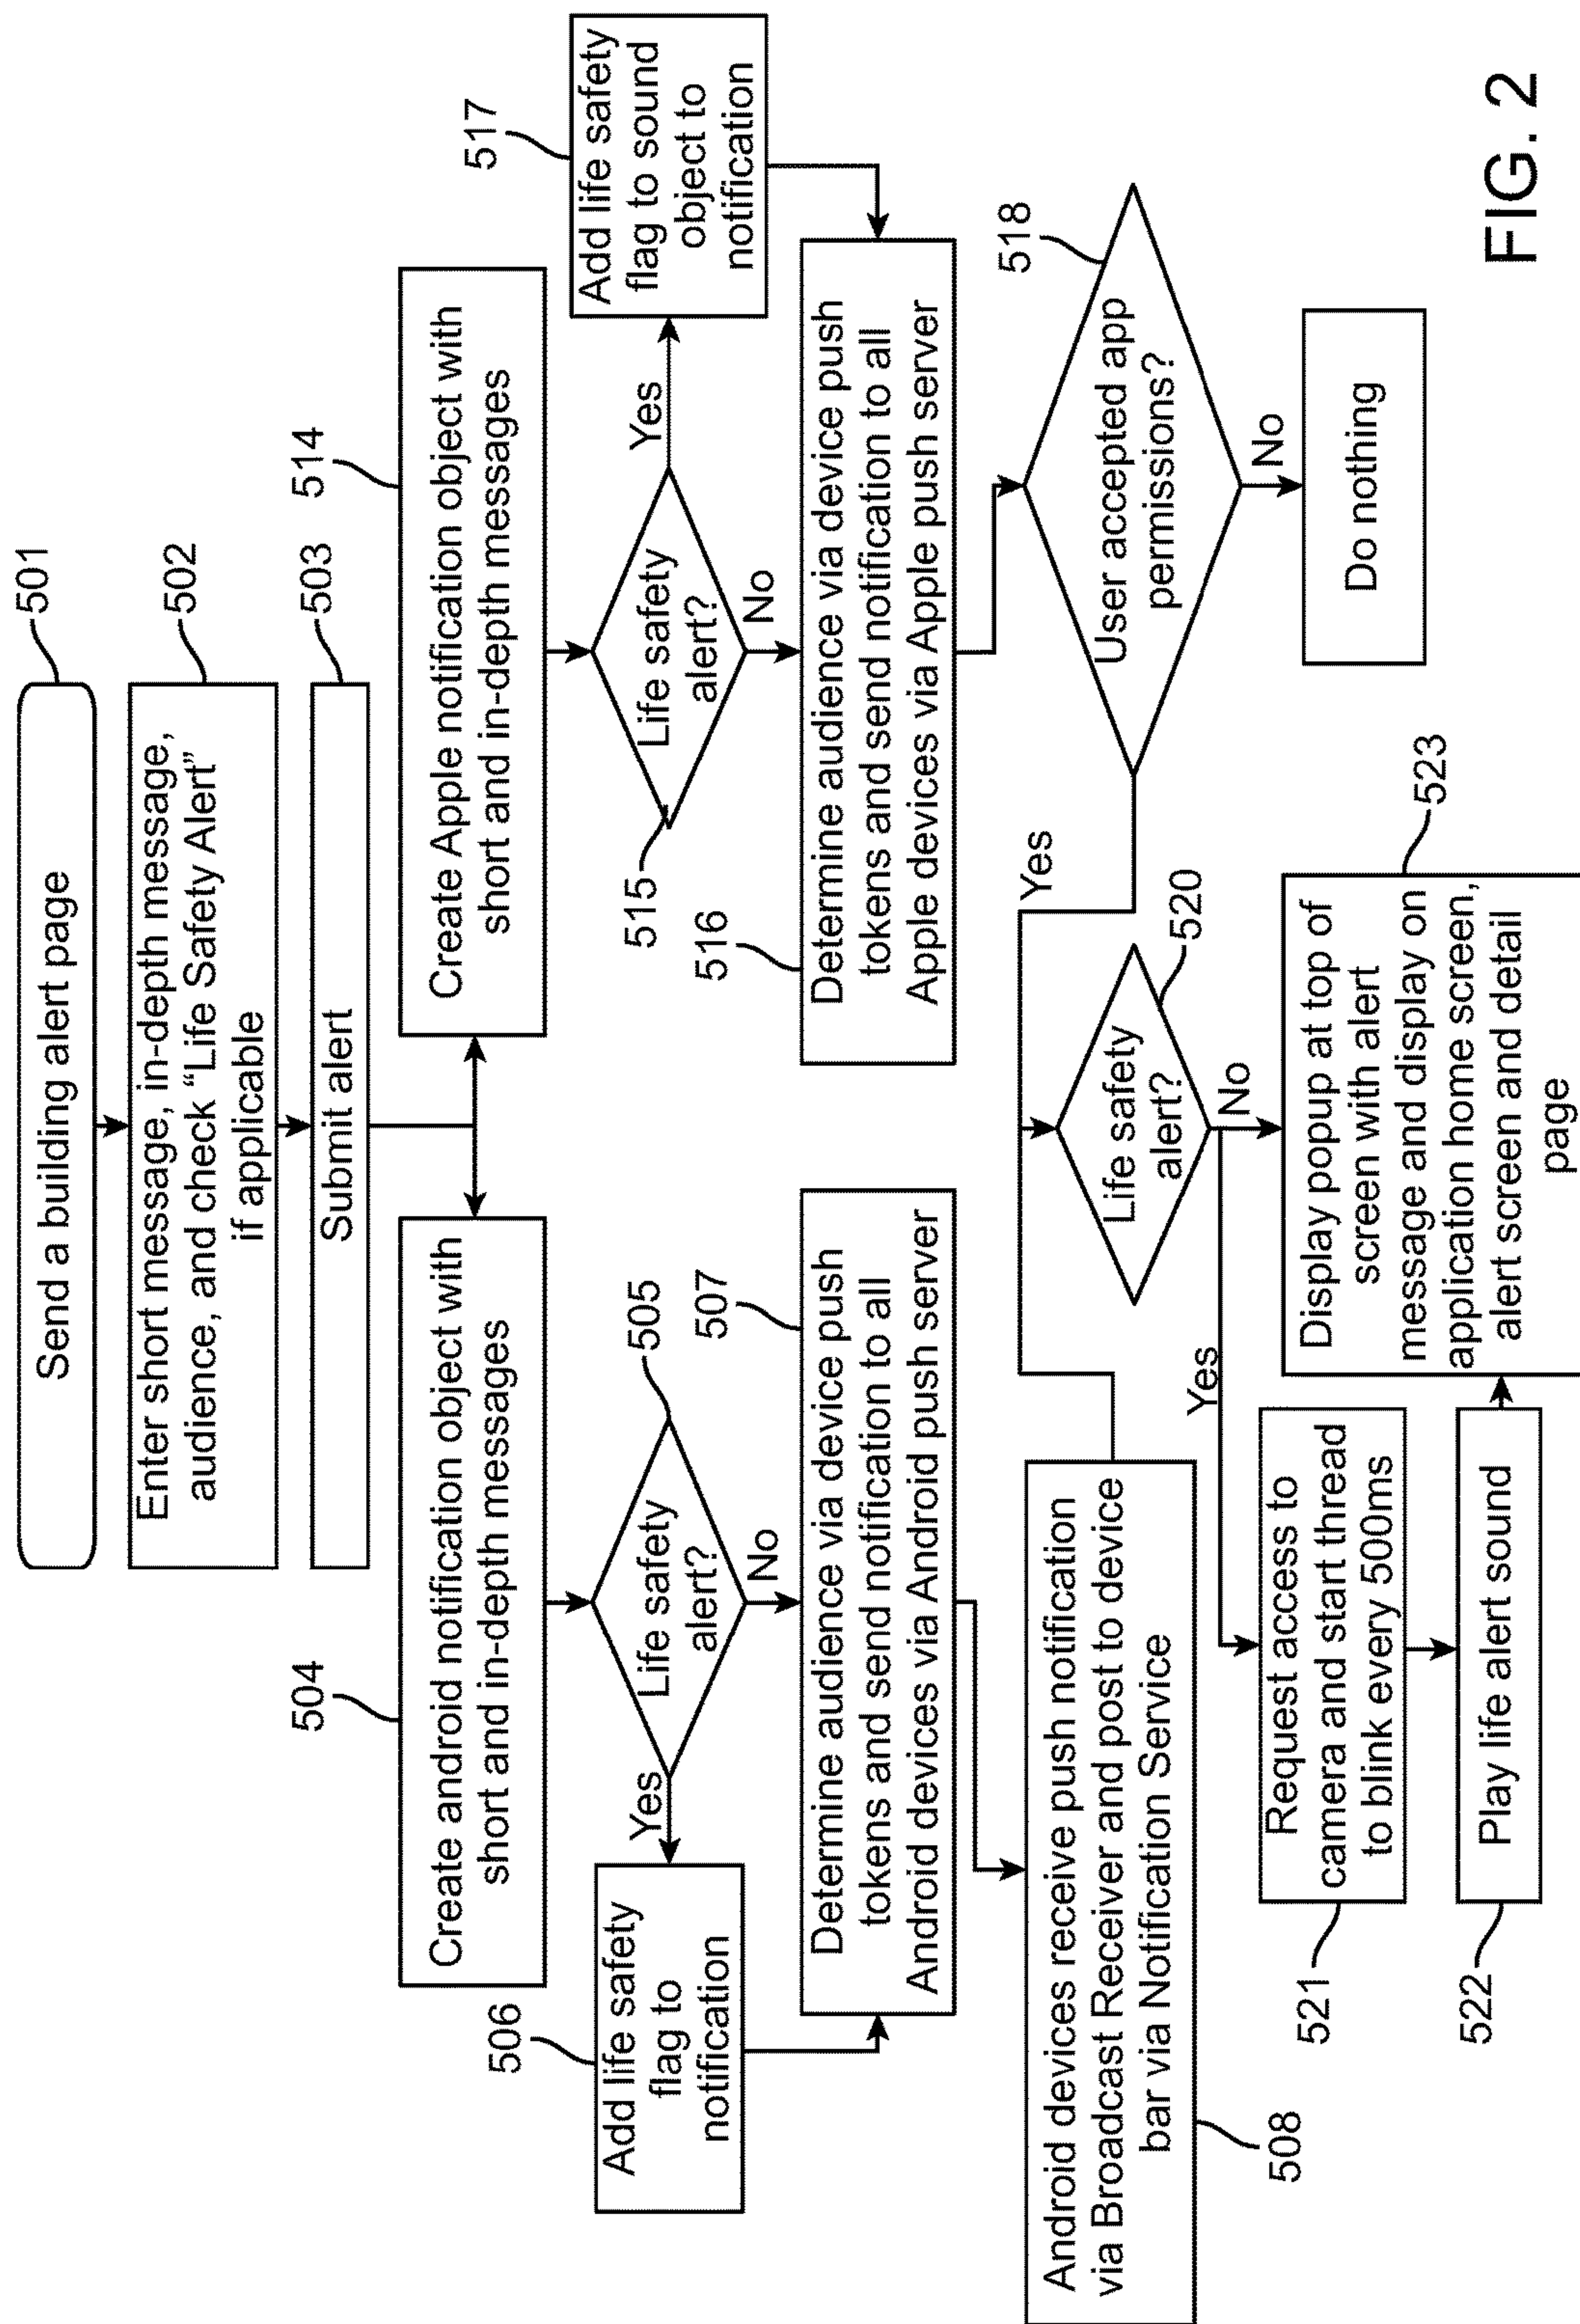 501
Send a building alert page
502
Enter short message, in-depth message,
audience, and check “Life Safety Alert”
if applicable
503
Submit alert
504
Create android notification object with
short and in-depth messages
514
Create Apple notification object with
short and in-depth messages
505
Life safety
alert?
Yes
No
506
Add life safety
flag to
notification
515
Life safety
alert?
Yes
No
517
Add life safety
flag to sound
object to
notification
507
Determine audience via device push
tokens and send notification to all
Android devices via Android push server
516
Determine audience via device push
tokens and send notification to all
Apple devices via Apple push server
508
Android devices receive push notification
via Broadcast Receiver and post to device
bar via Notification Service
518
User accepted app
permissions?
Yes
No
Do nothing
520
Life safety
alert?
Yes
No
521
Request access to
camera and start thread
to blink every 500ms
522
Play life alert sound
523
Display popup at top of
screen with alert
message and display on
application home screen,
alert screen and detail
page
FIG. 2